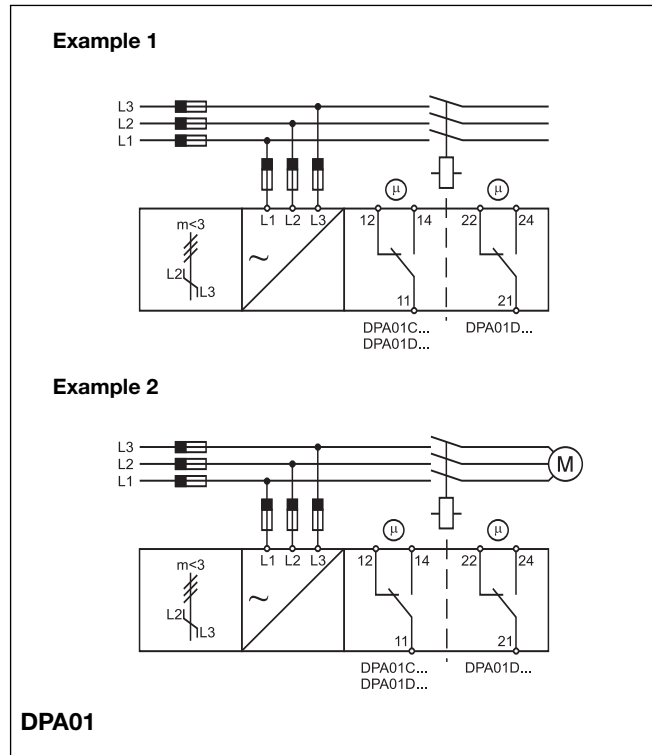 Example 1
L3
L2
L1
μ μ
m<3 L1 L2 L3 12 14 22 24
L2
L3
~
11 21
DPA01C... DPA01D...
DPA01D...
Example 2
L3
L2 M
L1
μ μ
m<3 L1 L2 L3 12 14 22 24
L2
L3
~
11 21
DPA01C... DPA01D...
DPA01D...
DPA01